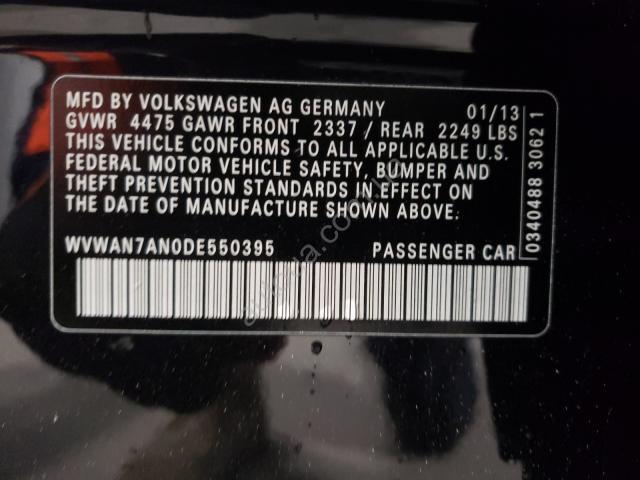 MFD BY VOLKSWAGEN AG GERMANY 01/13
GVWR 4475 GAWR FRONT 2337 / REAR 2249 LBS
THIS VEHICLE CONFORMS TO ALL APPLICABLE U.S.
FEDERAL MOTOR VEHICLE SAFETY, BUMPER AND
THEFT PREVENTION STANDARDS IN EFFECT ON
THE DATE OF MANUFACTURE SHOWN ABOVE.
WVWAN7AN0DE550395 PASSENGER CAR
0340488 3062 1